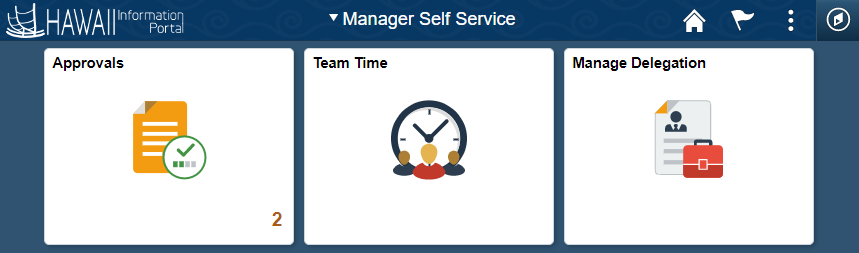 HAWAII Information
Portal
Manager Self Service
Approvals
Team Time
Manage Delegation
2